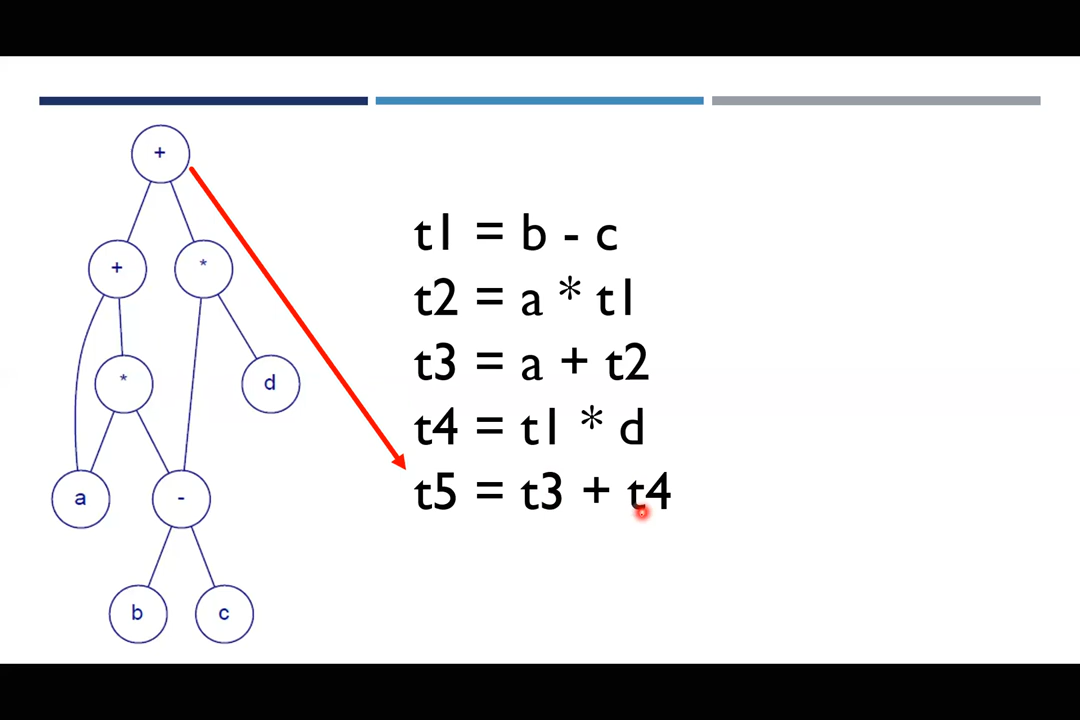 +
+ *
* d
a -
b c
t1 = b - c
t2 = a * t1
t3 = a + t2
t4 = t1 * d
t5 = t3 + t4